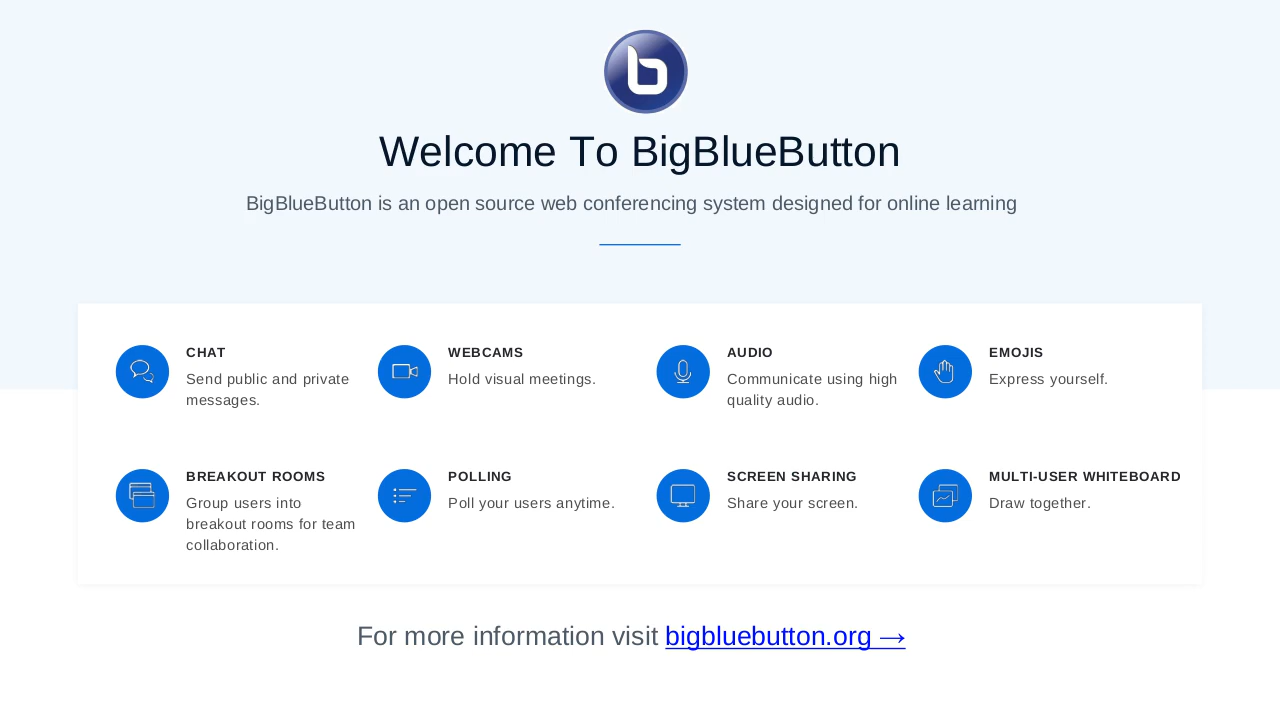 Welcome To BigBlueButton
BigBlueButton is an open source web conferencing system designed for online learning
CHAT
Send public and private
messages.
WEBCAMS
Hold visual meetings.
AUDIO
Communicate using high
quality audio.
EMOJIS
Express yourself.
BREAKOUT ROOMS
Group users into
breakout rooms for team
collaboration.
POLLING
Poll your users anytime.
SCREEN SHARING
Share your screen.
MULTI-USER WHITEBOARD
Draw together.
For more information visit bigbluebutton.org →